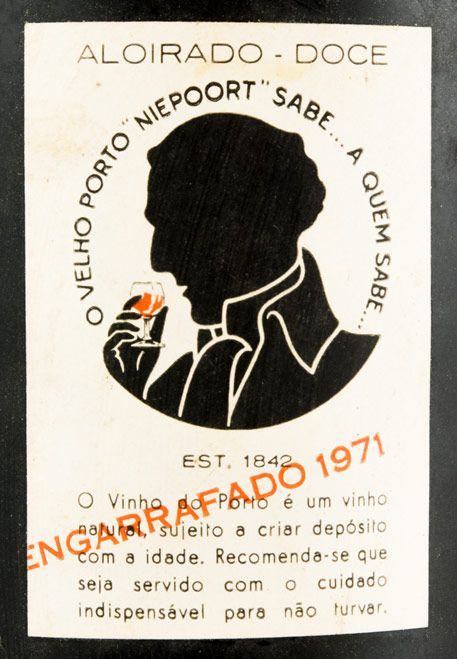 ALOIRADO - DOCE
O VELHO PORTO "NIEPOORT" SABE... A QUEM SABE...
EST. 1842
ENGARRAFADO 1971
O Vinho do Porto é um vinho
natural, sujeito a criar depósito
com a idade. Recomenda-se que
seja servido com o cuidado
indispensável para não turvar.